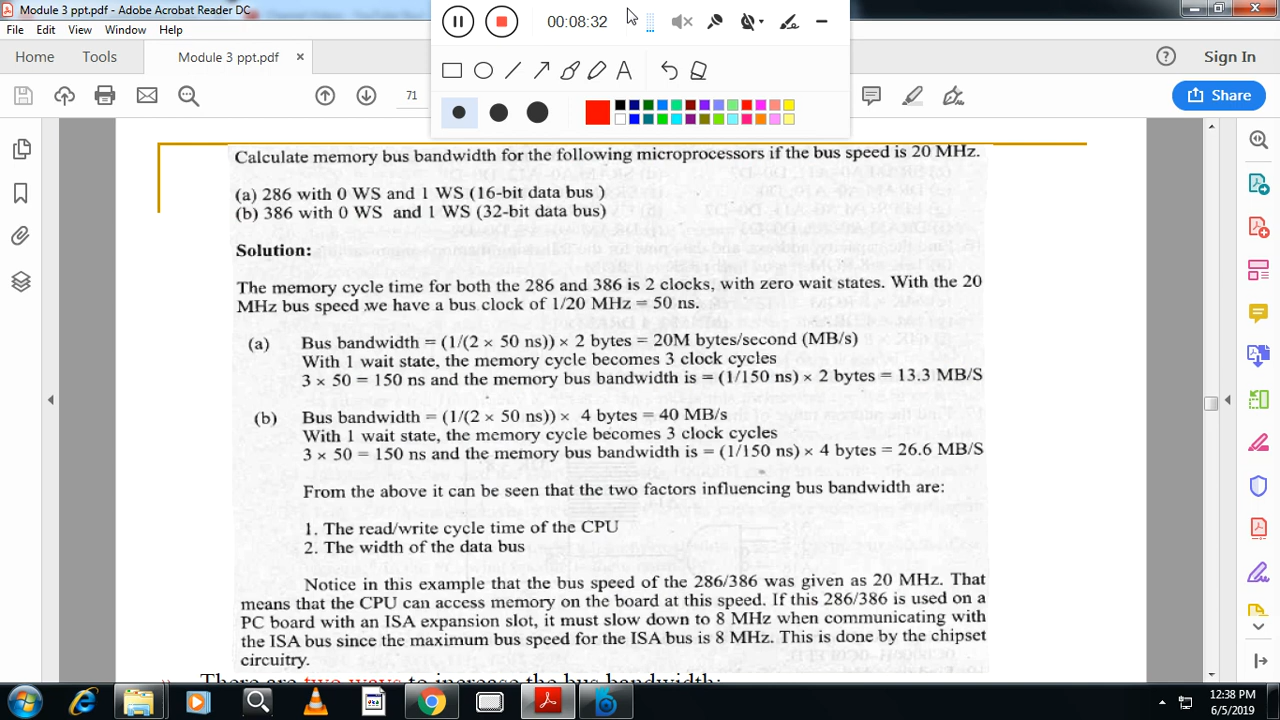 Module 3 ppt.pdf - Adobe Acrobat Reader DC
00:08:32
File Edit View Window Help
Home Tools Module 3 ppt.pdf × Sign In
71
Share
Calculate memory bus bandwidth for the following microprocessors if the bus speed is 20 MHz.
(a) 286 with 0 WS and 1 WS (16-bit data bus )
(b) 386 with 0 WS and 1 WS (32-bit data bus)
Solution:
The memory cycle time for both the 286 and 386 is 2 clocks, with zero wait states. With the 20
MHz bus speed we have a bus clock of 1/20 MHz = 50 ns.
(a) Bus bandwidth = (1/(2 × 50 ns)) × 2 bytes = 20M bytes/second (MB/s)
With 1 wait state, the memory cycle becomes 3 clock cycles
3 × 50 = 150 ns and the memory bus bandwidth is = (1/150 ns) × 2 bytes = 13.3 MB/S
(b) Bus bandwidth = (1/(2 × 50 ns)) × 4 bytes = 40 MB/s
With 1 wait state, the memory cycle becomes 3 clock cycles
3 × 50 = 150 ns and the memory bus bandwidth is = (1/150 ns) × 4 bytes = 26.6 MB/S
From the above it can be seen that the two factors influencing bus bandwidth are:
1. The read/write cycle time of the CPU
2. The width of the data bus
Notice in this example that the bus speed of the 286/386 was given as 20 MHz. That
means that the CPU can access memory on the board at this speed. If this 286/386 is used on a
PC board with an ISA expansion slot, it must slow down to 8 MHz when communicating with
the ISA bus since the maximum bus speed for the ISA bus is 8 MHz. This is done by the chipset
circuitry.
There are two ways to increase the bus bandwidth:
12:38 PM
6/5/2019